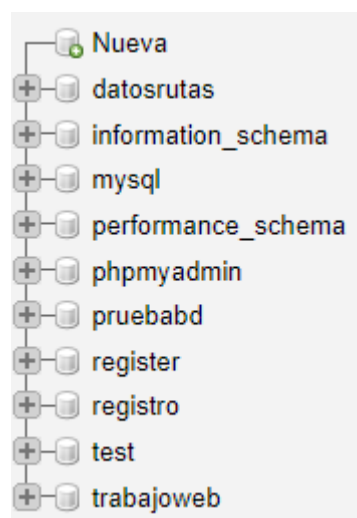 Nueva
datosrutas
information_schema
mysql
performance_schema
phpmyadmin
pruebabd
register
registro
test
trabajoweb